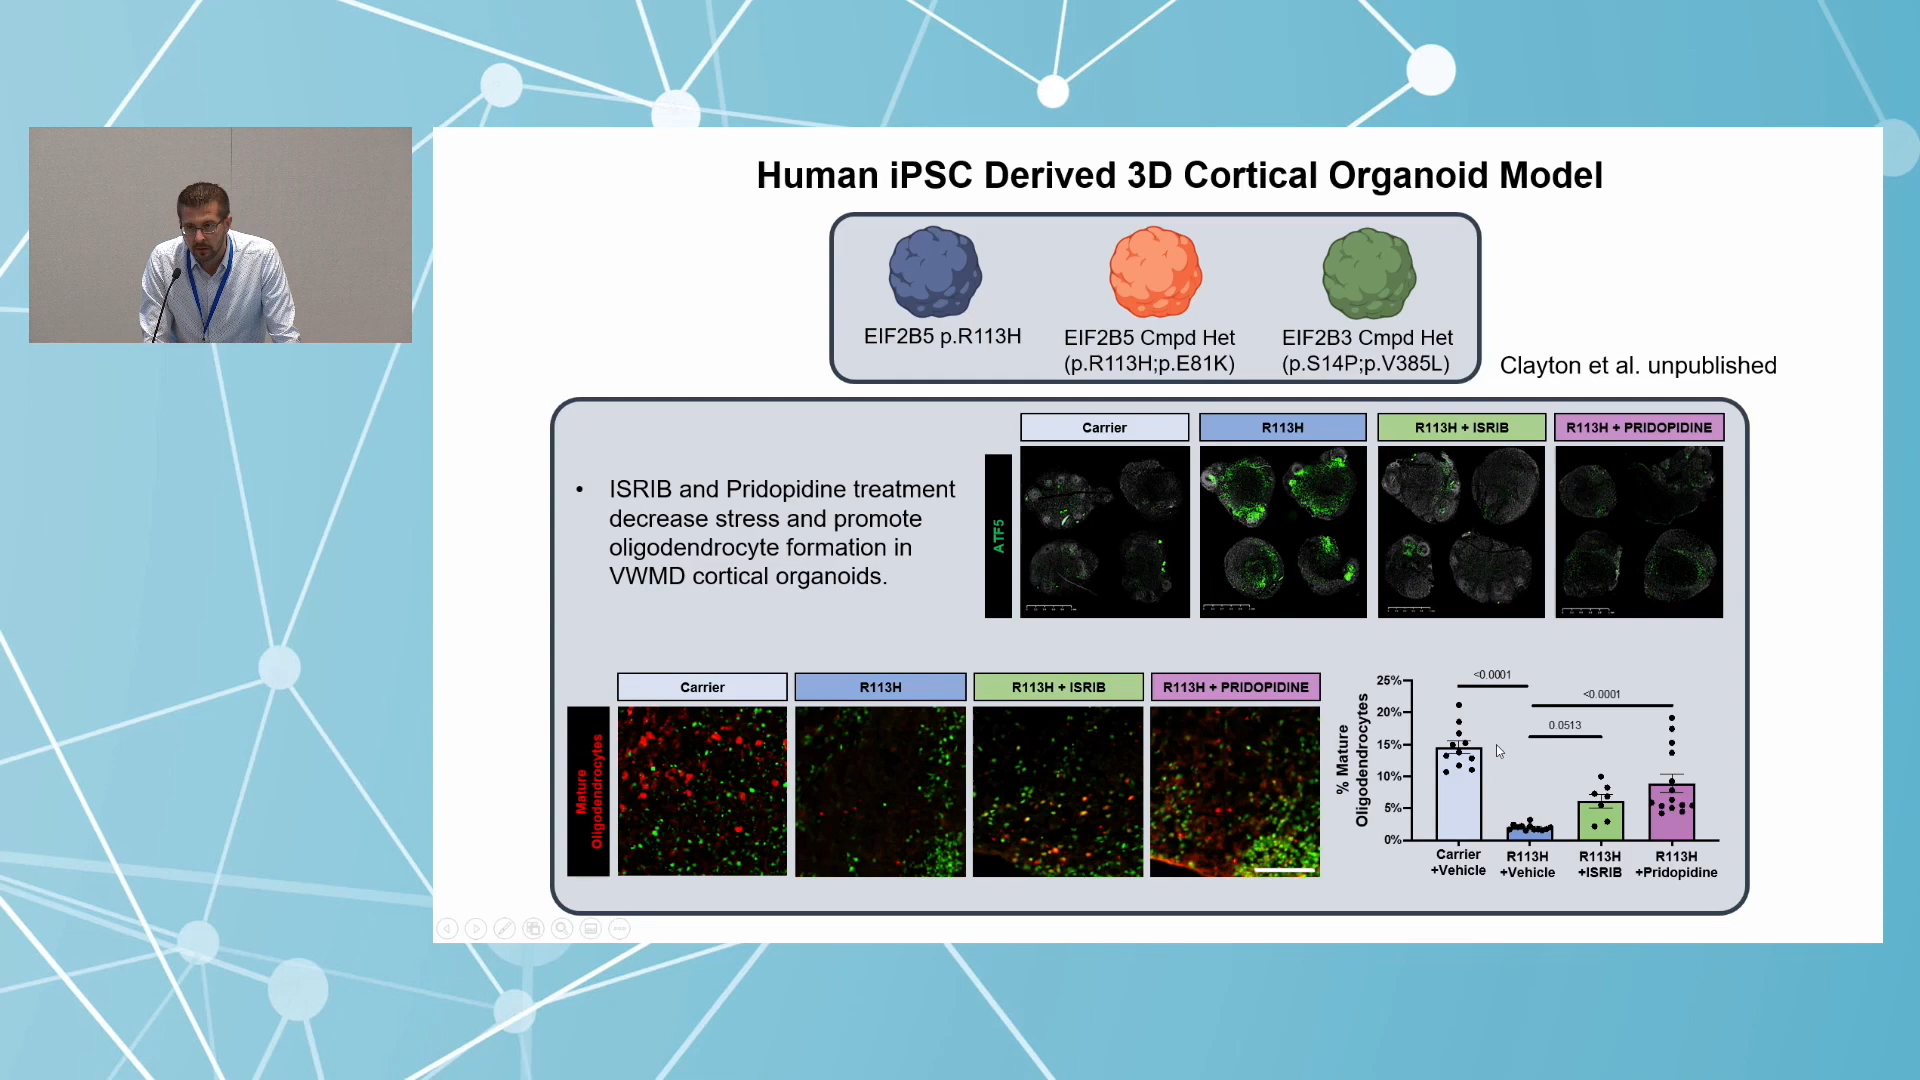 Human iPSC Derived 3D Cortical Organoid Model
EIF2B5 p.R113H
EIF2B5 Cmpd Het
(p.R113H;p.E81K)
EIF2B3 Cmpd Het
(p.S14P;p.V385L)
Clayton et al. unpublished
• ISRIB and Pridopidine treatment
decrease stress and promote
oligodendrocyte formation in
VWMD cortical organoids.
Carrier
R113H
R113H + ISRIB
R113H + PRIDOPIDINE
ATF5
Carrier
R113H
R113H + ISRIB
R113H + PRIDOPIDINE
Mature
Oligodendrocytes
% Mature
Oligodendrocytes
25%
20%
15%
10%
5%
0%
<0.0001
<0.0001
0.0513
Carrier
+Vehicle
R113H
+Vehicle
R113H
+ISRIB
R113H
+Pridopidine